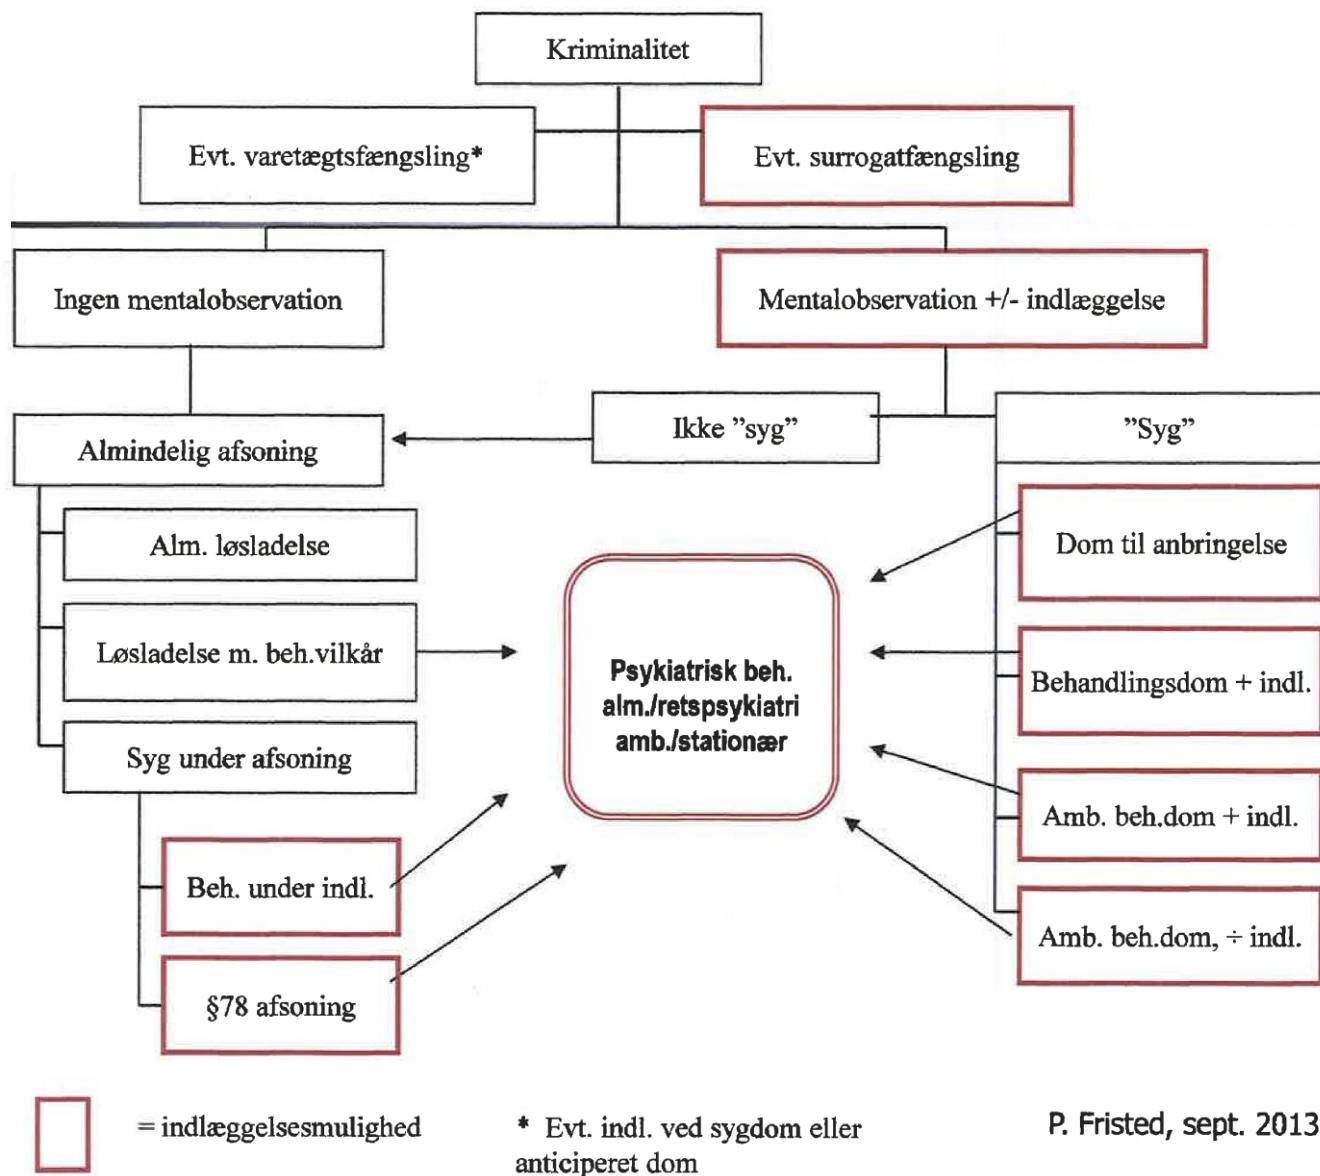 Kriminalitet
Evt. varetægtsfængsling*
Evt. surrogatfængsling
Ingen mentalobservation
Mentalobservation +/- indlæggelse
Almindelig afsoning
Ikke ”syg”
”Syg”
Alm. løsladelse
Løsladelse m. beh.vilkår
Syg under afsoning
Beh. under indl.
§78 afsoning
Psykiatrisk beh.
alm./retspsykiatri
amb./stationær
Dom til anbringelse
Behandlingsdom + indl.
Amb. beh.dom + indl.
Amb. beh.dom, ÷ indl.
= indlæggelsesmulighed
* Evt. indl. ved sygdom eller
anticiperet dom
P. Fristed, sept. 2013